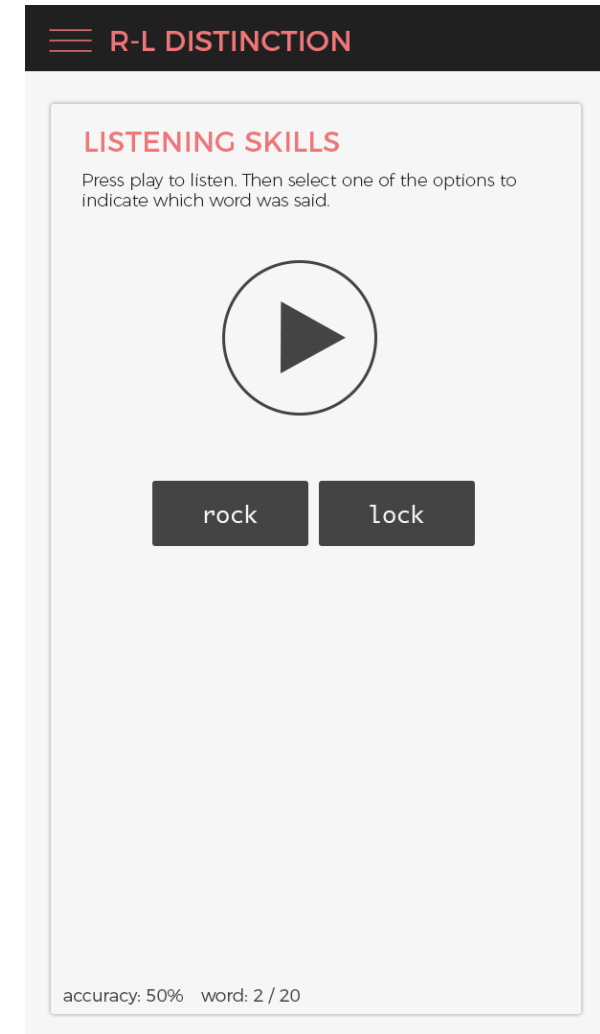 R-L DISTINCTION
LISTENING SKILLS
Press play to listen. Then select one of the options to
indicate which word was said.
rock lock
accuracy: 50% word: 2 / 20